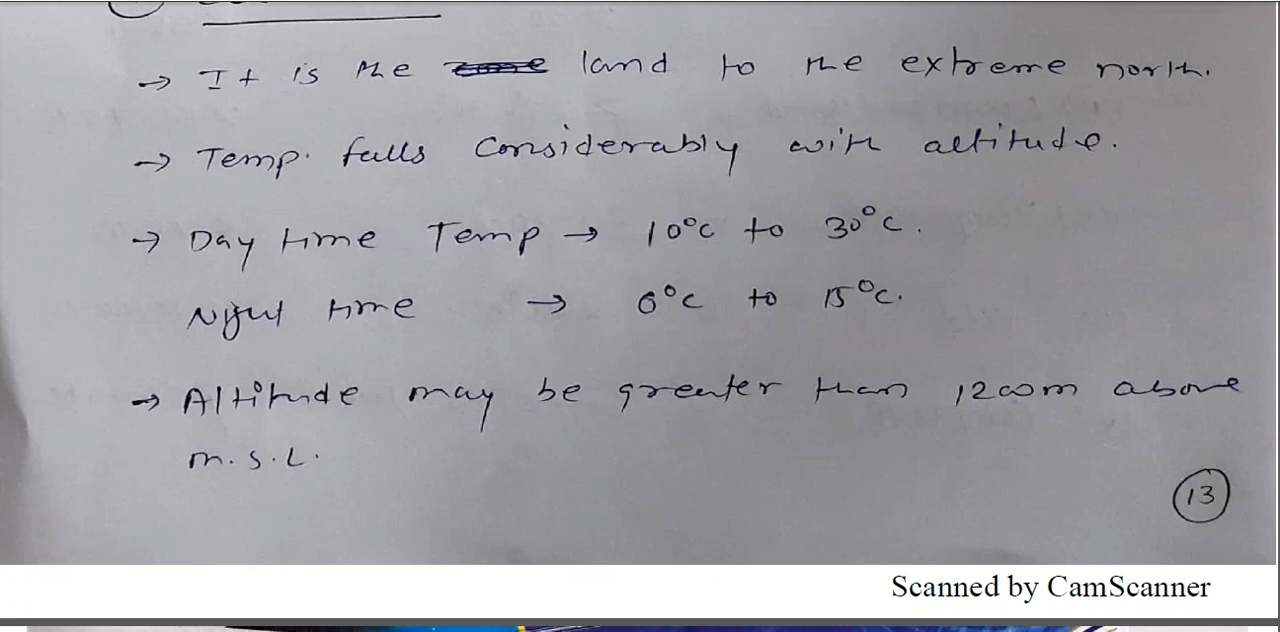 → It is the land to the extreme north.
→ Temp. falls considerably with altitude.
→ Day time Temp → 10°C to 30°C.
Night time → 0°C to 15°C.
→ Altitude may be greater than 1200m above
m.s.L.
13
Scanned by CamScanner